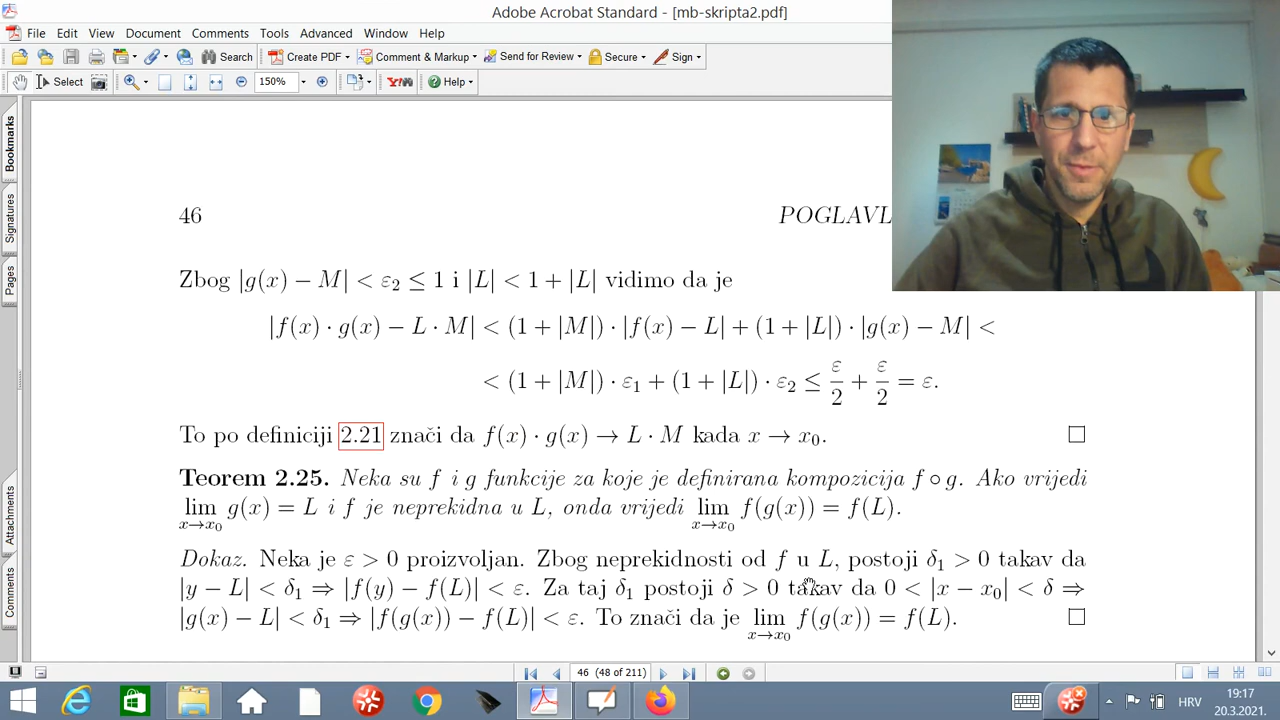 Adobe Acrobat Standard - [mb-skripta2.pdf]
File Edit View Document Comments Tools Advanced Window Help
Search Create PDF Comment & Markup Send for Review Secure Sign
Select 150% Y! Help
Bookmarks
Signatures
Pages
Attachments
Comments
46 POGLAVL
Zbog |g(x) − M| < ε₂ ≤ 1 i |L| < 1 + |L| vidimo da je
|f(x) · g(x) − L · M| < (1 + |M|) · |f(x) − L| + (1 + |L|) · |g(x) − M| <
< (1 + |M|) · ε₁ + (1 + |L|) · ε₂ ≤ ε/2 + ε/2 = ε.
To po definiciji 2.21 znači da f(x) · g(x) → L · M kada x → x₀. □
Teorem 2.25. Neka su f i g funkcije za koje je definirana kompozicija f ∘ g. Ako vrijedi
lim x→x₀ g(x) = L i f je neprekidna u L, onda vrijedi lim x→x₀ f(g(x)) = f(L).
Dokaz. Neka je ε > 0 proizvoljan. Zbog neprekidnosti od f u L, postoji δ₁ > 0 takav da
|y − L| < δ₁ ⇒ |f(y) − f(L)| < ε. Za taj δ₁ postoji δ > 0 takav da 0 < |x − x₀| < δ ⇒
|g(x) − L| < δ₁ ⇒ |f(g(x)) − f(L)| < ε. To znači da je lim x→x₀ f(g(x)) = f(L). □
46 (48 of 211)
HRV 19:17
20.3.2021.